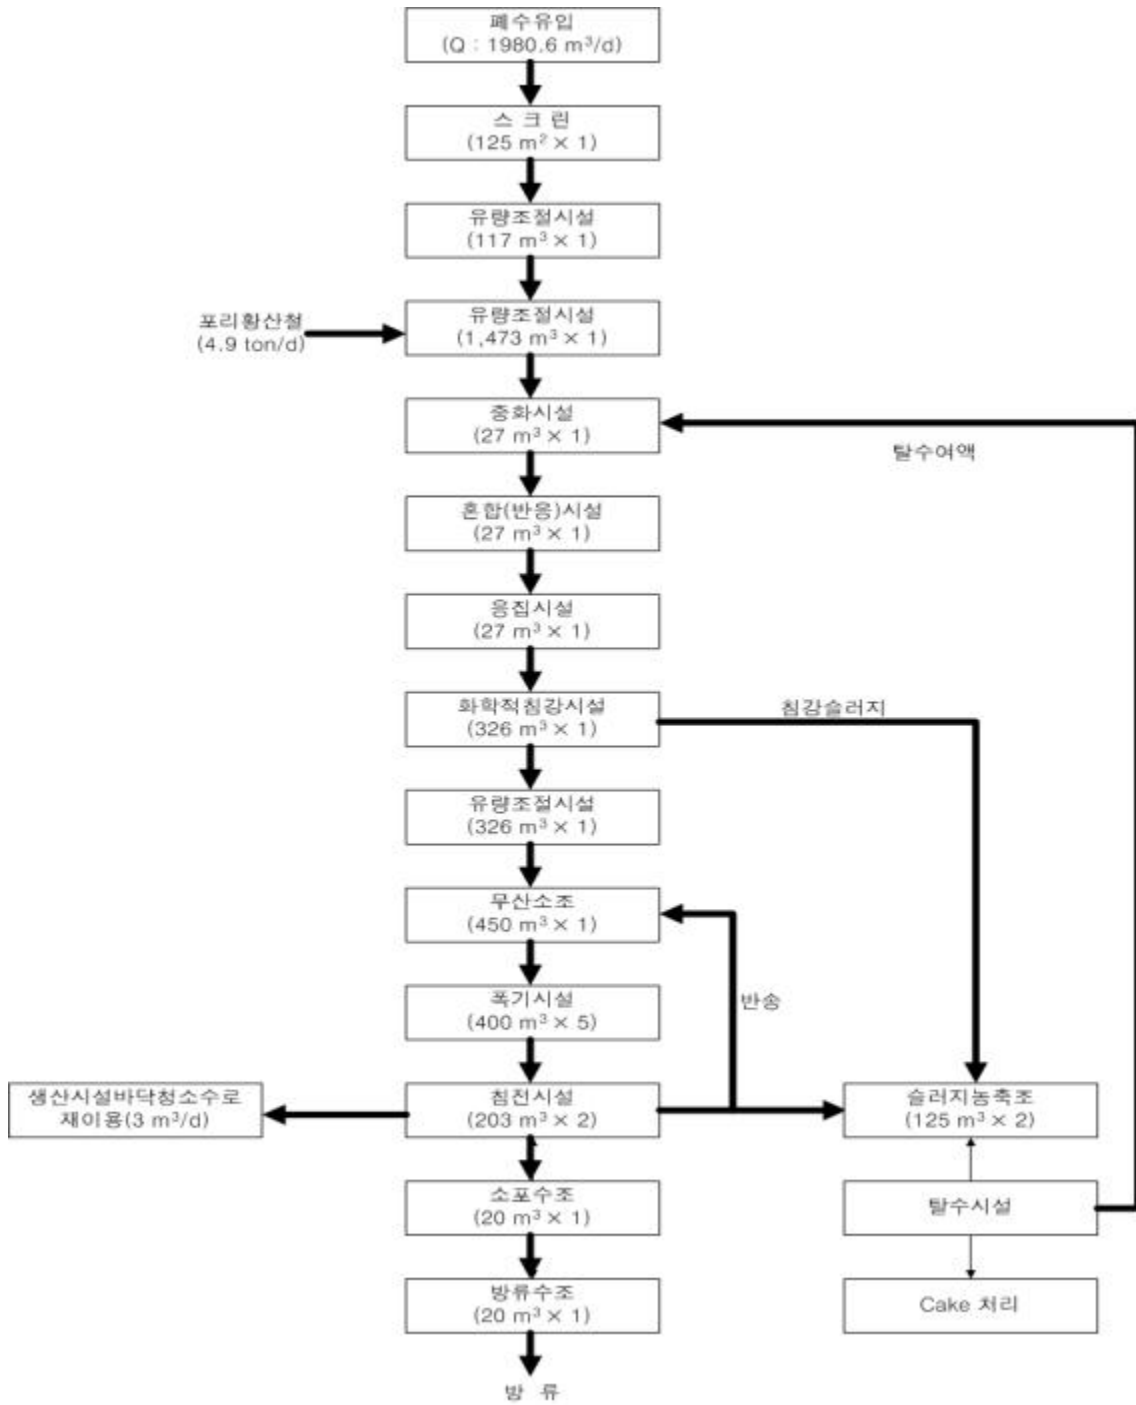 폐수유입
(Q : 1980.6 m³/d)
스 크 린
(125 m² × 1)
유량조절시설
(117 m³ × 1)
포리황산철
(4.9 ton/d)
유량조절시설
(1,473 m³ × 1)
중화시설
(27 m³ × 1)
탈수여액
혼합(반응)시설
(27 m³ × 1)
응집시설
(27 m³ × 1)
화학적침강시설
(326 m³ × 1)
침강슬러지
유량조절시설
(326 m³ × 1)
무산소조
(450 m³ × 1)
폭기시설
(400 m³ × 5)
반송
생산시설바닥청소수로
재이용(3 m³/d)
침전시설
(203 m³ × 2)
슬러지농축조
(125 m³ × 2)
소포수조
(20 m³ × 1)
탈수시설
방류수조
(20 m³ × 1)
Cake 처리
방 류